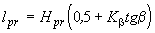 l_pr = H_pr (0,5 + K_β tgβ)